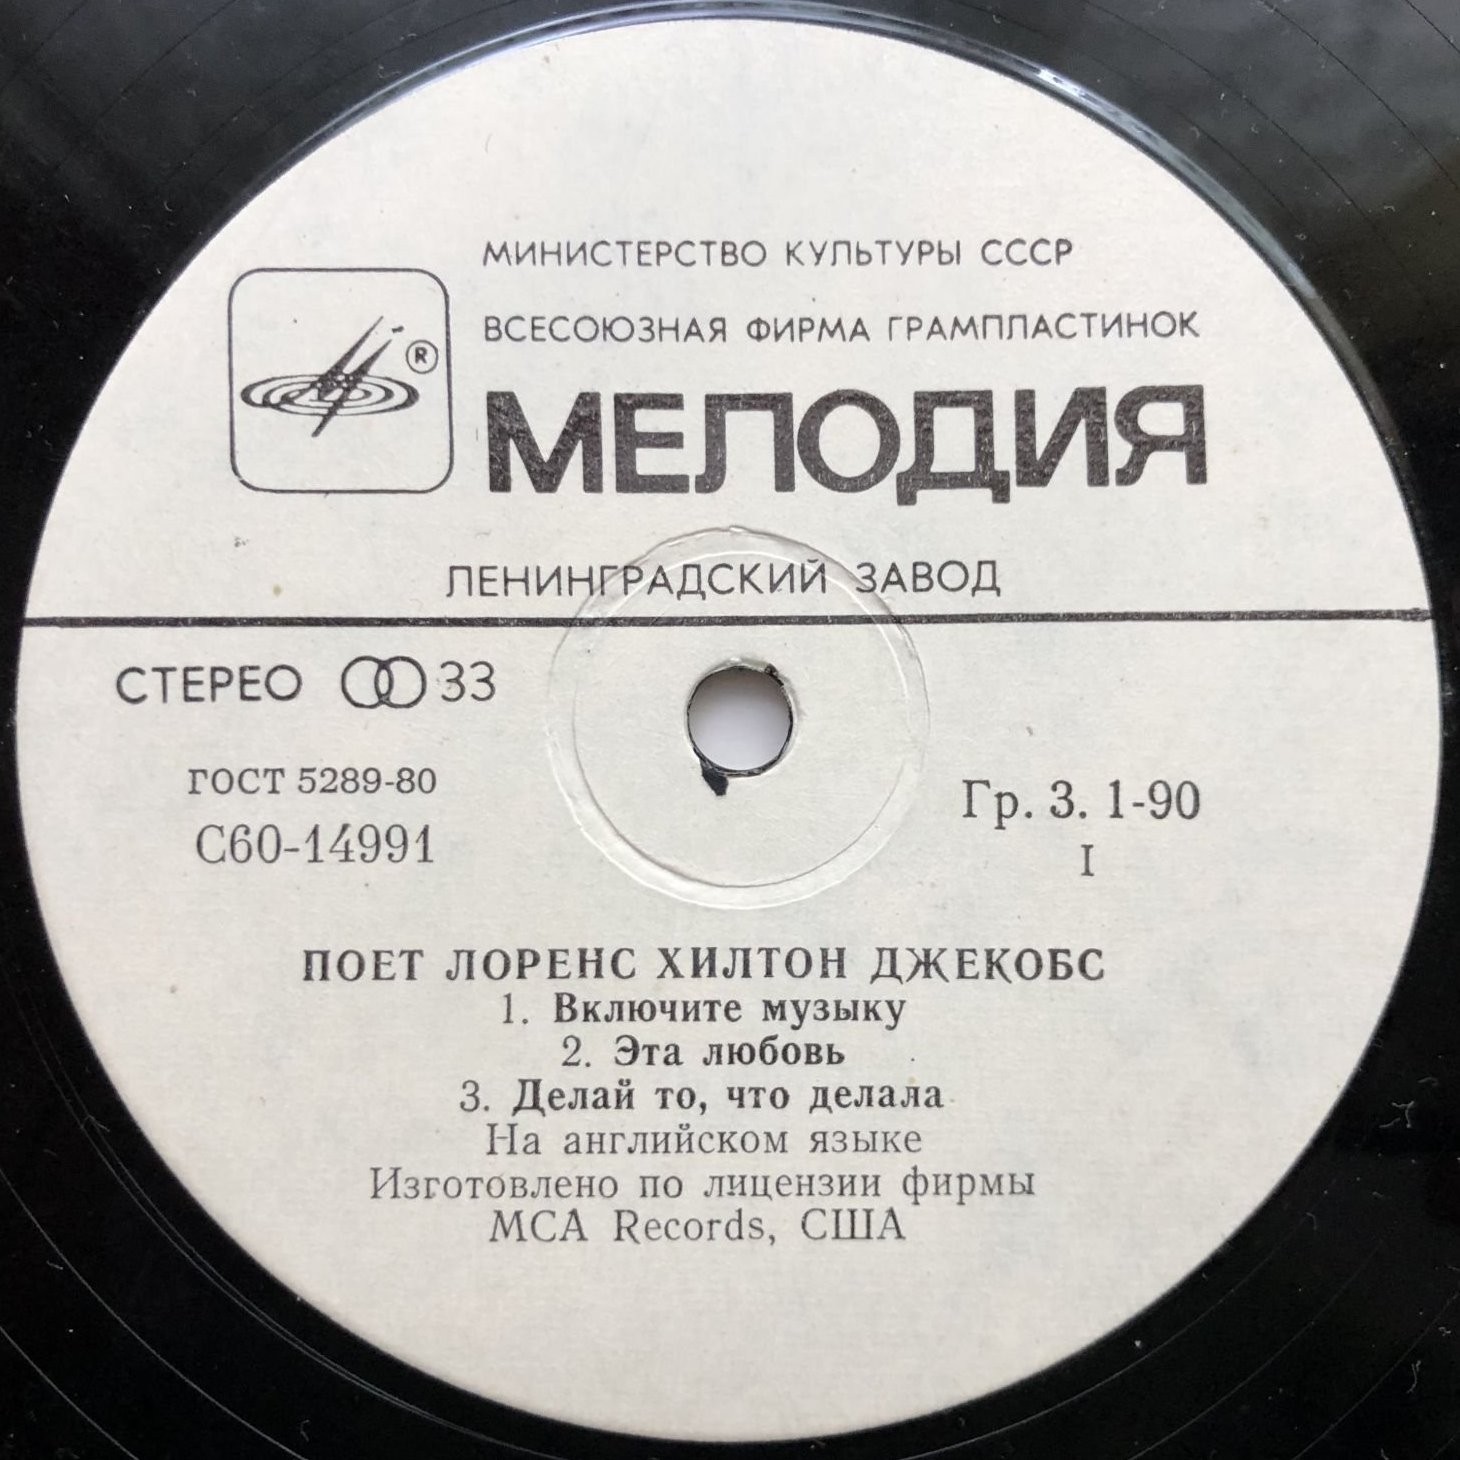 МИНИСТЕРСТВО КУЛЬТУРЫ СССР
ВСЕСОЮЗНАЯ ФИРМА ГРАМПЛАСТИНОК
®
МЕЛОДИЯ
ЛЕНИНГРАДСКИЙ ЗАВОД
СТЕРЕО 33
ГОСТ 5289-80
С60-14991
Гр. 3. 1-90
I
ПОЕТ ЛОРЕНС ХИЛТОН ДЖЕКОБС
1. Включите музыку
2. Эта любовь
3. Делай то, что делала
На английском языке
Изготовлено по лицензии фирмы
MCA Records, США